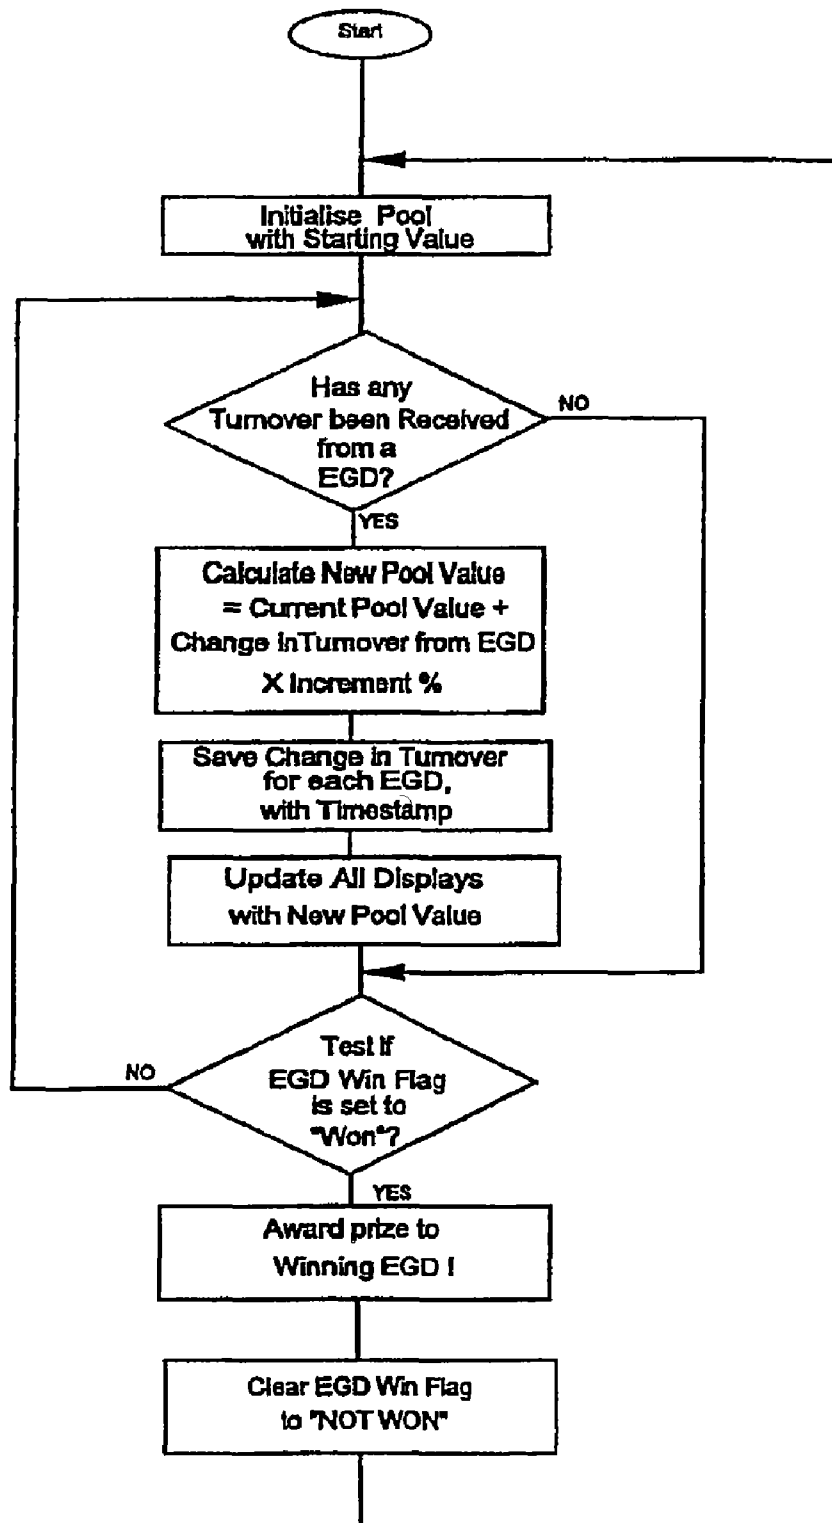 Start
Initialise Pool
with Starting Value
Has any
Turnover been Received
from a
EGD?
NO
YES
Calculate New Pool Value
= Current Pool Value +
Change inTurnover from EGD
X Increment %
Save Change in Turnover
for each EGD,
with Timestamp
Update All Displays
with New Pool Value
Test if
EGD Win Flag
is set to
"Won"?
NO
YES
Award prize to
Winning EGD !
Clear EGD Win Flag
to "NOT WON"